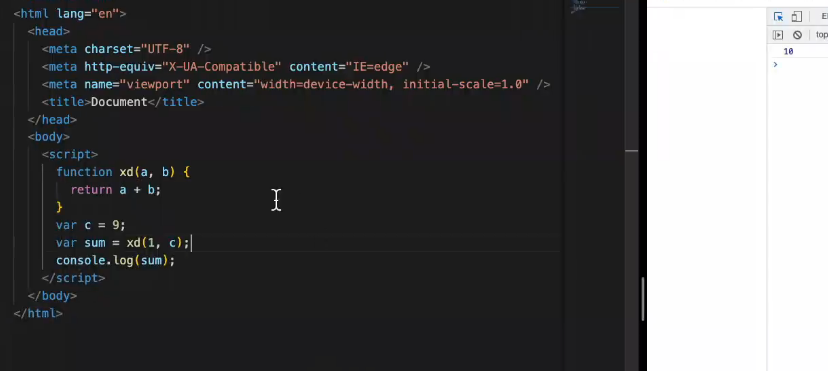 <html lang="en">
<head>
<meta charset="UTF-8" />
<meta http-equiv="X-UA-Compatible" content="IE=edge" />
<meta name="viewport" content="width=device-width, initial-scale=1.0" />
<title>Document</title>
</head>
<body>
<script>
function xd(a, b) {
return a + b;
}
var c = 9;
var sum = xd(1, c);
console.log(sum);
</script>
</body>
</html>
El
top
10
>